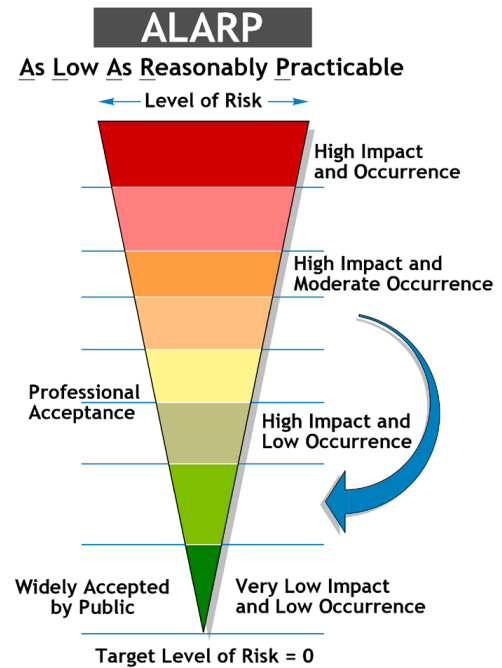 ALARP
As Low As Reasonably Practicable
Level of Risk
High Impact
and Occurrence
High Impact and
Moderate Occurrence
Professional
Acceptance
High Impact and
Low Occurrence
Widely Accepted
by Public
Very Low Impact
and Low Occurrence
Target Level of Risk = 0